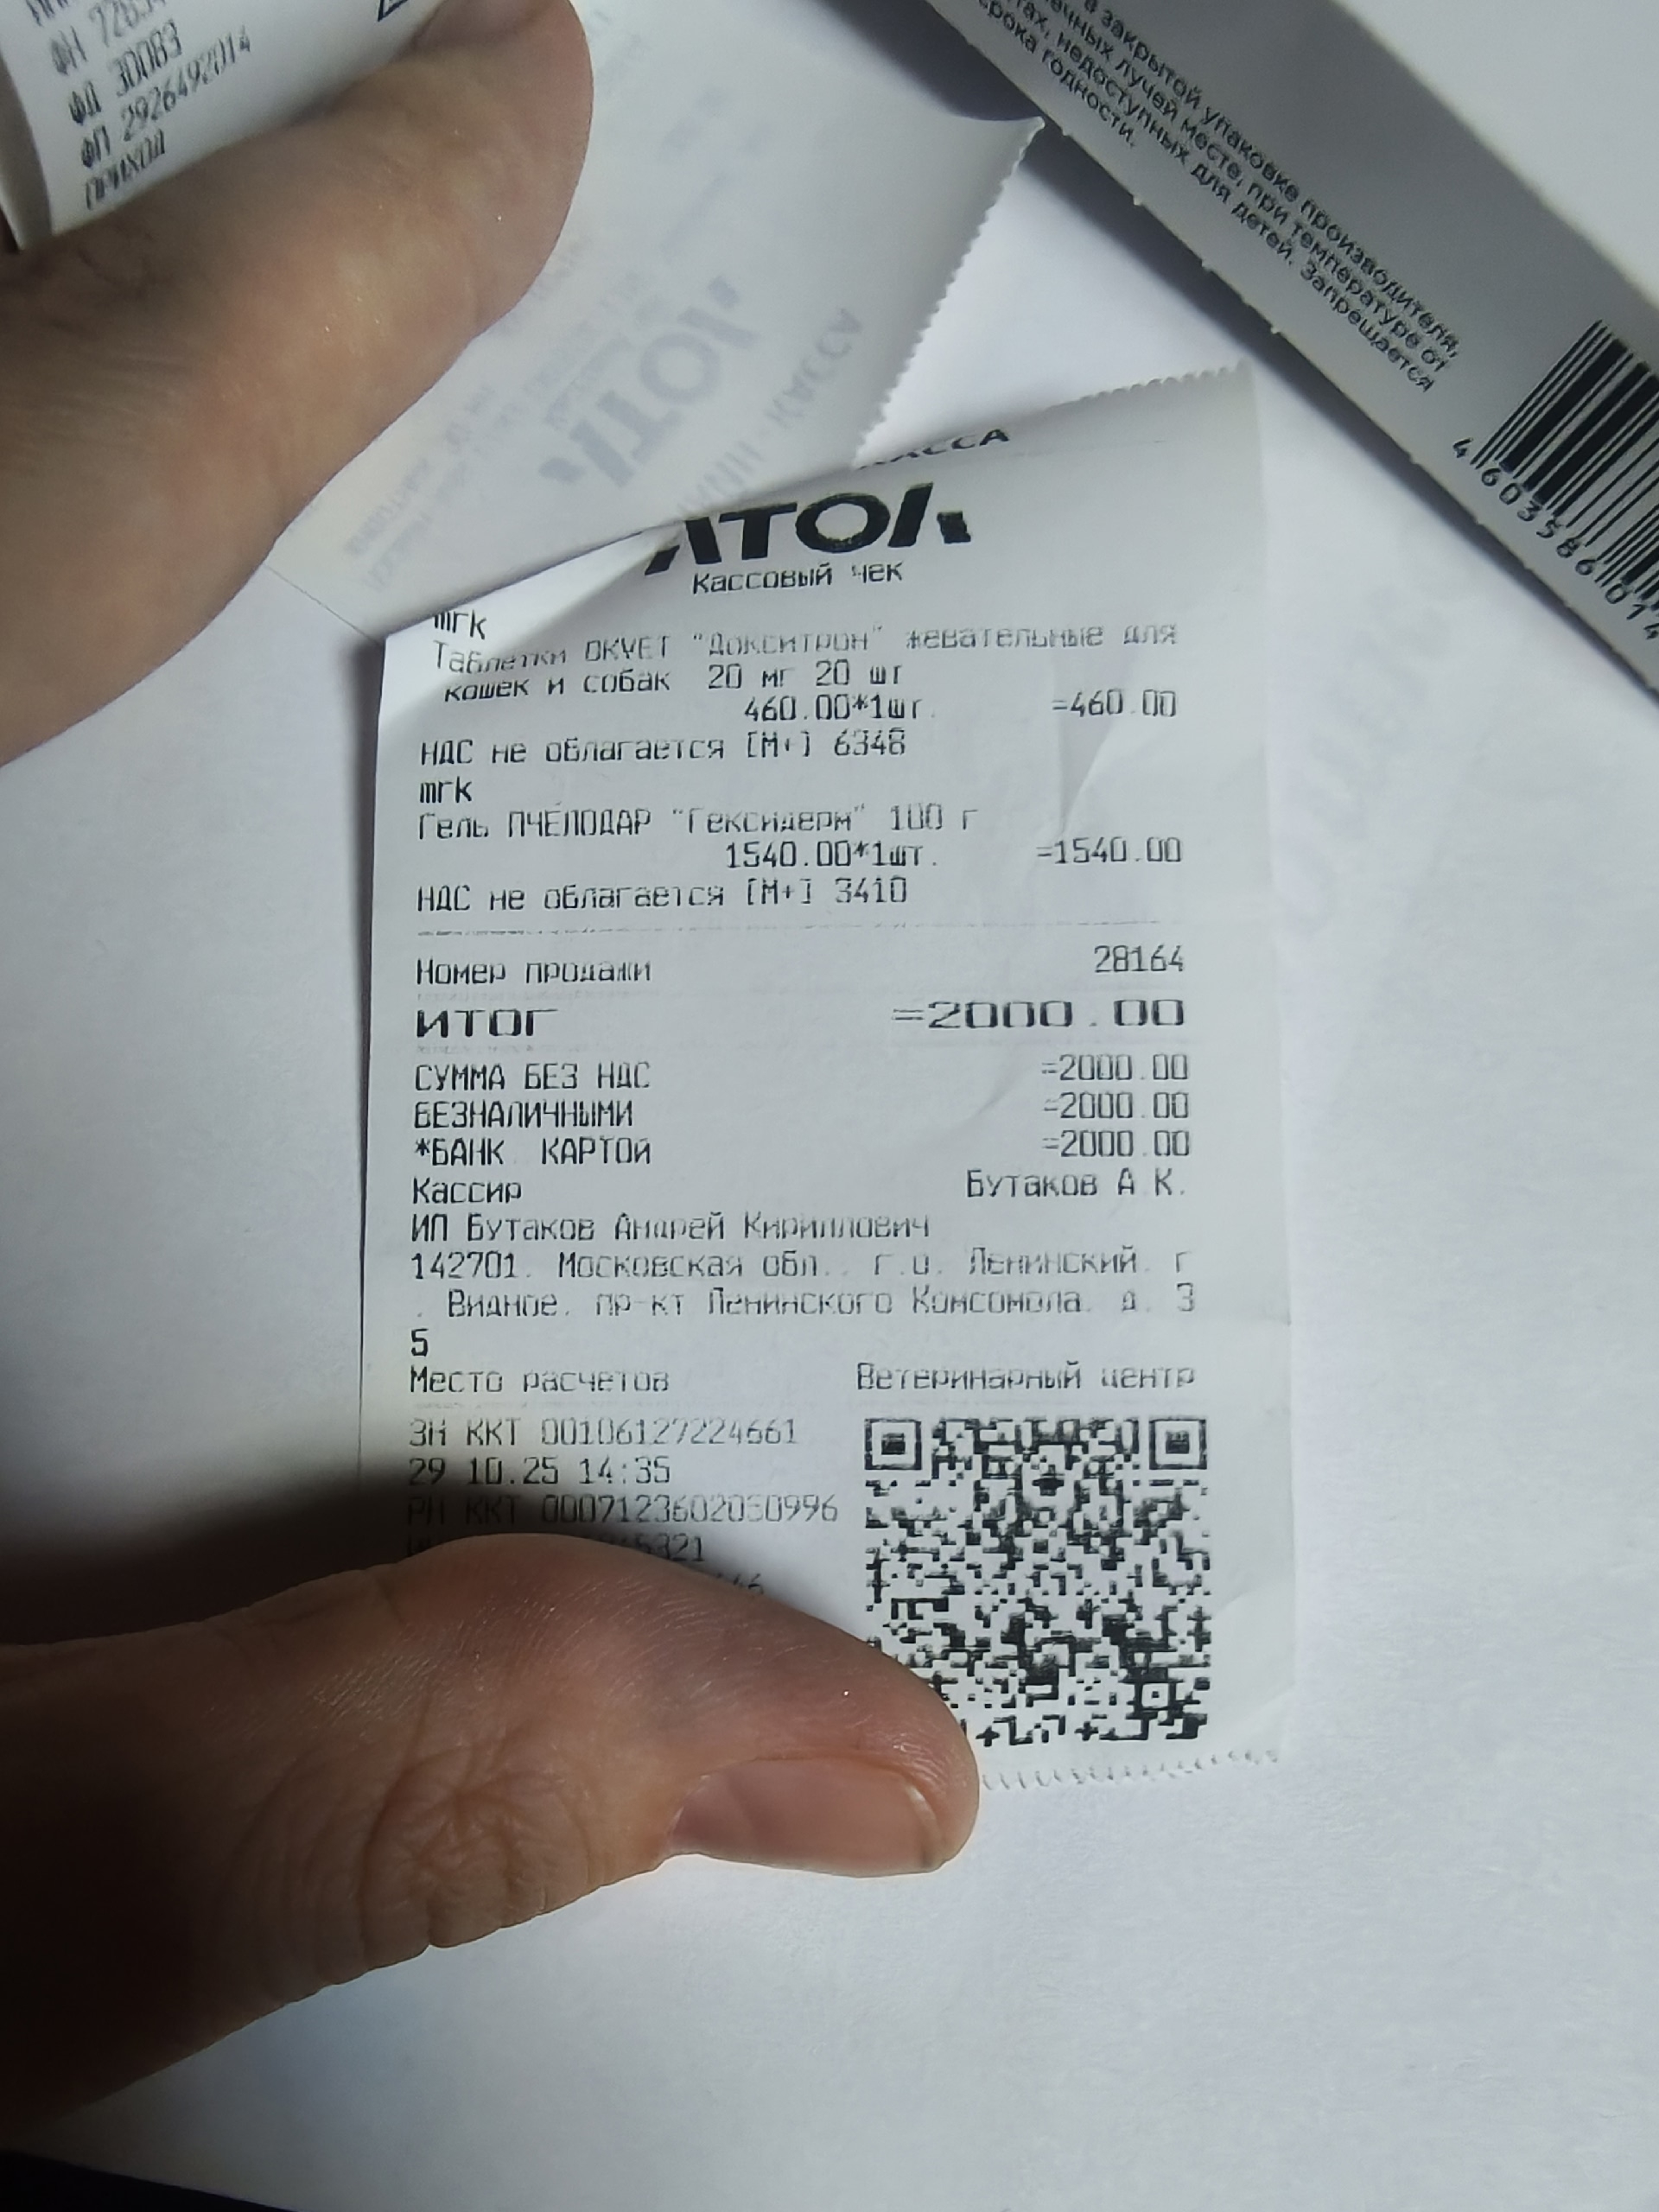 ФД 30083
ФП 2926492014
ПРИХОД
в закрытой упаковке производителя,
лучей месте, при температуре от
недоступных для детей. Запрещается
срока годности.
4 603586 014
КАССА
АТОЛ
Кассовый чек
mrk
Таблетки OKVET "Докситрон" жевательные для
кошек и собак 20 мг 20 шт
460.00*1шт. =460.00
НДС не облагается [M+] 6348
mrk
Гель ПЧЕЛОДАР "Гексидерм" 100 г
1540.00*1шт. =1540.00
НДС не облагается [M+] 3410
Номер продажи 28164
ИТОГ =2000.00
СУММА БЕЗ НДС =2000.00
БЕЗНАЛИЧНЫМИ =2000.00
*БАНК. КАРТОЙ =2000.00
Кассир Бутаков А.К.
ИП Бутаков Андрей Кириллович
142701, Московская обл., г.о. Ленинский, г
. Видное, пр-кт Ленинского Комсомола, д. 3
5
Место расчетов Ветеринарный центр
ЗН ККТ 00106127224661
29.10.25 14:35
РН ККТ 0007123602050996